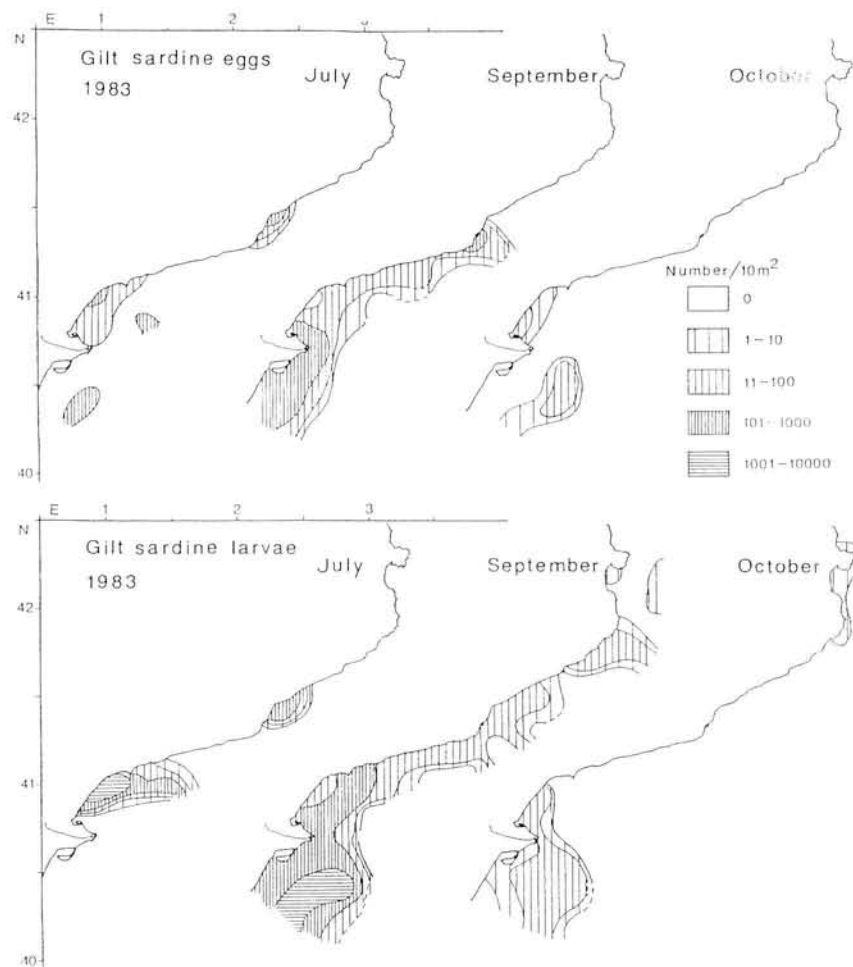 E 1 2
N
Gilt sardine eggs
1983
July
September
October
42
41
40
Number/10m²
0
1-10
11-100
101-1000
1001-10000
E 1 2 3
N
Gilt sardine larvae
1983
July
September
October
42
41
40